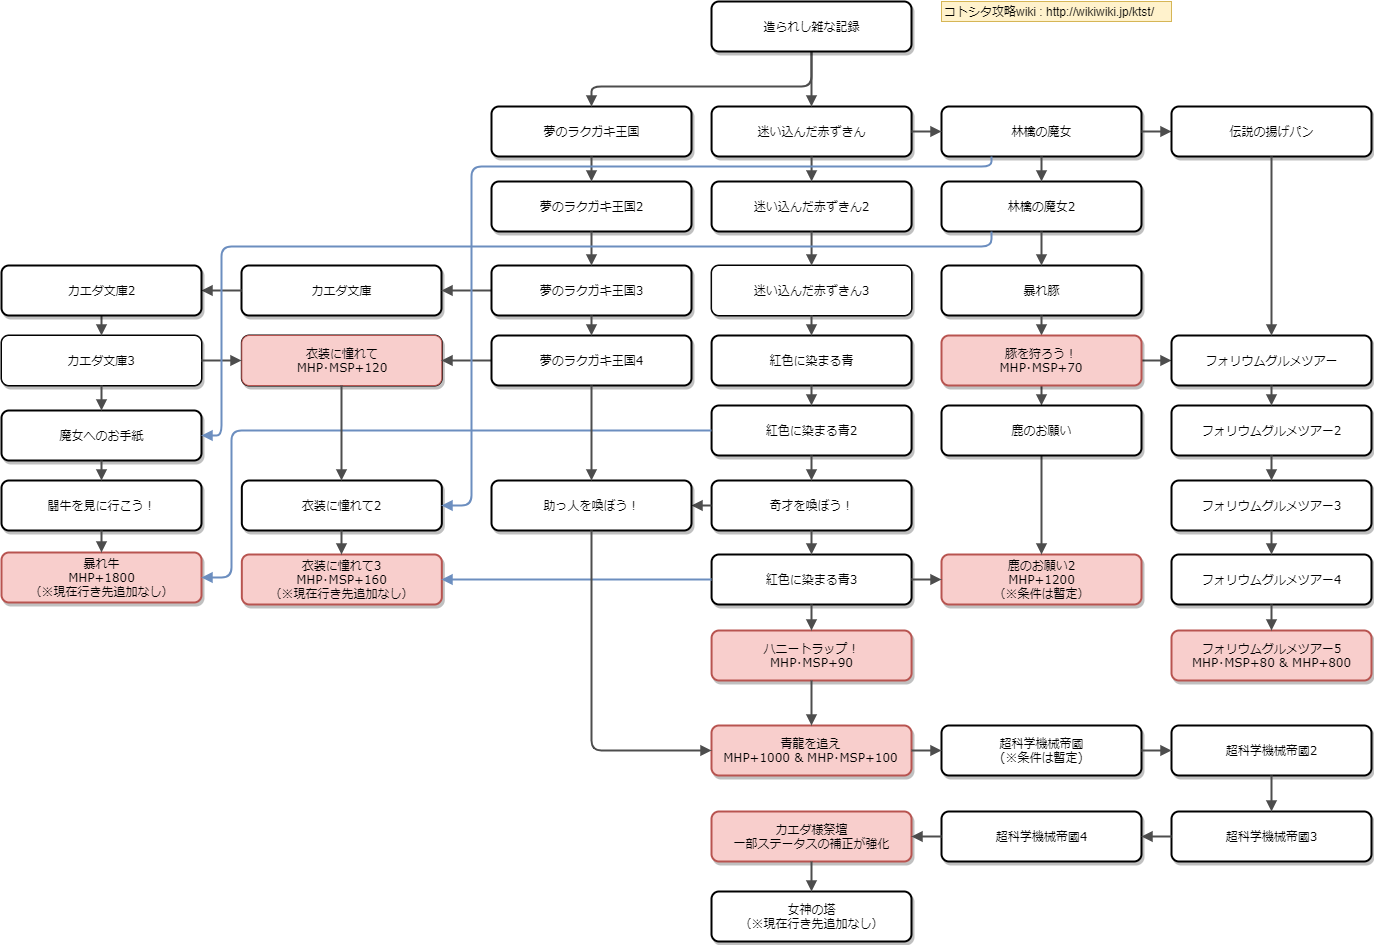 造られし雑な記録
コトシタ攻略wiki : http://wikiwiki.jp/ktst/
夢のラクガキ王国
迷い込んだ赤ずきん
林檎の魔女
伝説の揚げパン
夢のラクガキ王国2
迷い込んだ赤ずきん2
林檎の魔女2
カエダ文庫2
カエダ文庫
夢のラクガキ王国3
迷い込んだ赤ずきん3
暴れ豚
カエダ文庫3
衣装に憧れて
MHP・MSP+120
夢のラクガキ王国4
紅色に染まる青
豚を狩ろう！
MHP・MSP+70
フォリウムグルメツアー
魔女へのお手紙
紅色に染まる青2
鹿のお願い
フォリウムグルメツアー2
闘牛を見に行こう！
衣装に憧れて2
助っ人を喚ぼう！
奇才を喚ぼう！
フォリウムグルメツアー3
暴れ牛
MHP+1800
（※現在行き先追加なし）
衣装に憧れて3
MHP・MSP+160
（※現在行き先追加なし）
紅色に染まる青3
鹿のお願い2
MHP+1200
（※条件は暫定）
フォリウムグルメツアー4
ハニートラップ！
MHP・MSP+90
フォリウムグルメツアー5
MHP・MSP+80 & MHP+800
青龍を追え
MHP+1000 & MHP・MSP+100
超科学機械帝國
（※条件は暫定）
超科学機械帝國2
カエダ様祭壇
一部ステータスの補正が強化
超科学機械帝國4
超科学機械帝國3
女神の塔
（※現在行き先追加なし）